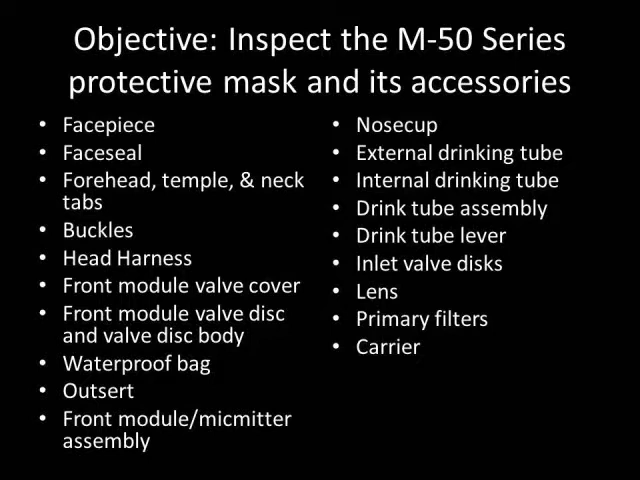 Objective: Inspect the M-50 Series
protective mask and its accessories
• Facepiece
• Faceseal
• Forehead, temple, & neck
tabs
• Buckles
• Head Harness
• Front module valve cover
• Front module valve disc
and valve disc body
• Waterproof bag
• Outsert
• Front module/micmitter
assembly
• Nosecup
• External drinking tube
• Internal drinking tube
• Drink tube assembly
• Drink tube lever
• Inlet valve disks
• Lens
• Primary filters
• Carrier